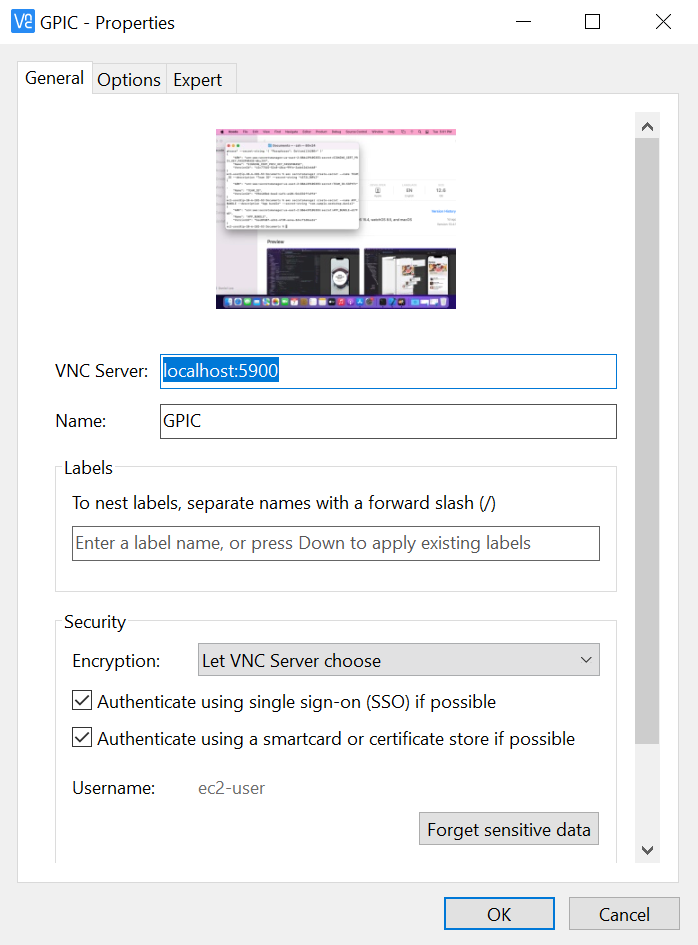 GPIC - Properties
General
Options
Expert
Preview
VNC Server:
localhost:5900
Name:
GPIC
Labels
To nest labels, separate names with a forward slash (/)
Enter a label name, or press Down to apply existing labels
Security
Encryption:
Let VNC Server choose
Authenticate using single sign-on (SSO) if possible
Authenticate using a smartcard or certificate store if possible
Username:
ec2-user
Forget sensitive data
OK
Cancel